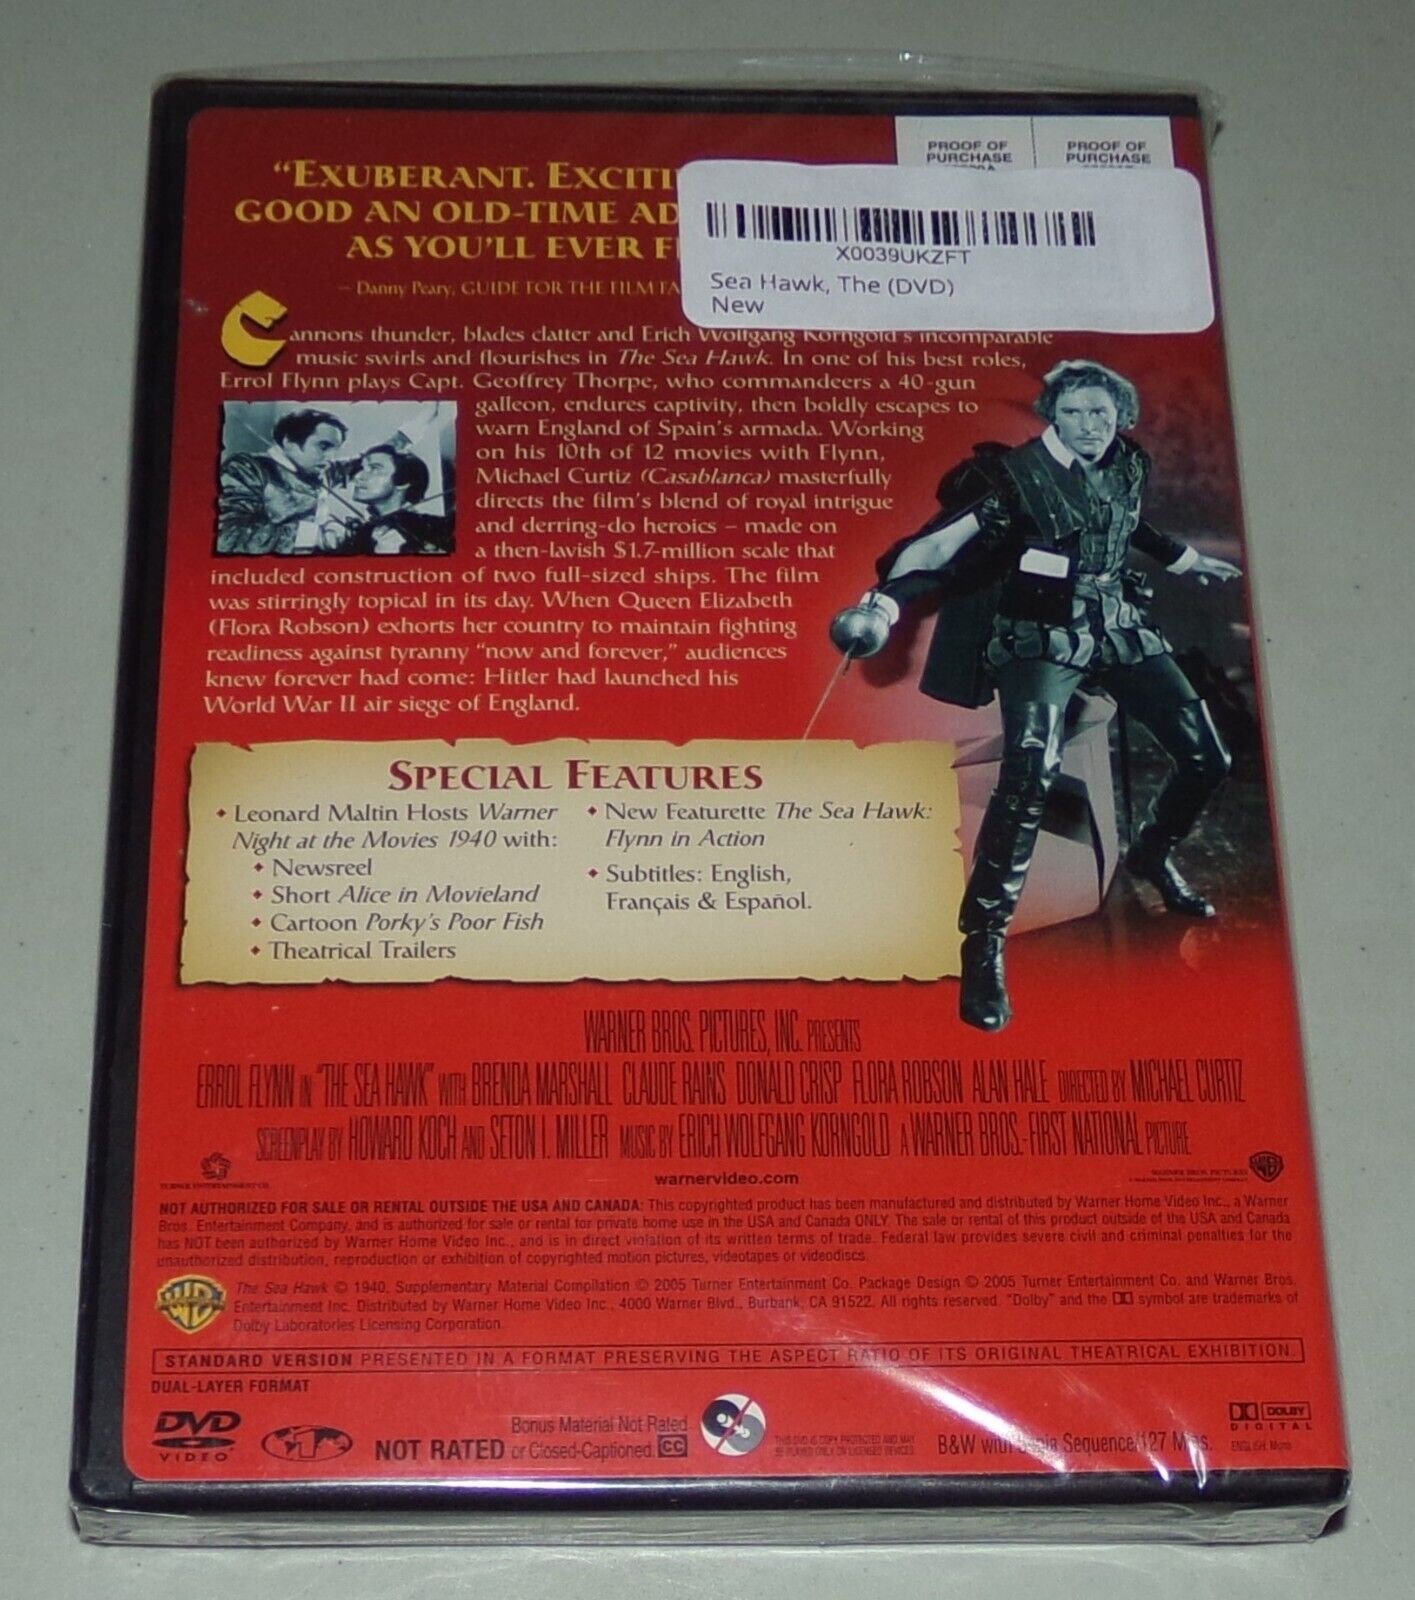 PROOF OF
PURCHASE
PROOF OF
PURCHASE
X0039UKZFT
Sea Hawk, The (DVD)
New
“EXUBERANT. EXCITI
GOOD AN OLD-TIME AD
AS YOU'LL EVER F
– Danny Peary, GUIDE FOR THE FILM FA
Cannons thunder, blades clatter and Erich Wolfgang Korngold's incomparable
music swirls and flourishes in The Sea Hawk. In one of his best roles,
Errol Flynn plays Capt. Geoffrey Thorpe, who commandeers a 40-gun
galleon, endures captivity, then boldly escapes to
warn England of Spain's armada. Working
on his 10th of 12 movies with Flynn,
Michael Curtiz (Casablanca) masterfully
directs the film's blend of royal intrigue
and derring-do heroics – made on
a then-lavish $1.7-million scale that
included construction of two full-sized ships. The film
was stirringly topical in its day. When Queen Elizabeth
(Flora Robson) exhorts her country to maintain fighting
readiness against tyranny “now and forever,” audiences
knew forever had come: Hitler had launched his
World War II air siege of England.
SPECIAL FEATURES
• Leonard Maltin Hosts Warner
Night at the Movies 1940 with:
• Newsreel
• Short Alice in Movieland
• Cartoon Porky's Poor Fish
• Theatrical Trailers
• New Featurette The Sea Hawk:
Flynn in Action
• Subtitles: English,
Français & Español.
WARNER BROS. PICTURES, INC. PRESENTS
ERROL FLYNN IN “THE SEA HAWK” WITH BRENDA MARSHALL CLAUDE RAINS DONALD CRISP FLORA ROBSON ALAN HALE DIRECTED BY MICHAEL CURTIZ
SCREENPLAY BY HOWARD KOCH AND SETON I. MILLER MUSIC BY ERICH WOLFGANG KORNGOLD A WARNER BROS.-FIRST NATIONAL PICTURE
TURNER ENTERTAINMENT CO.
warnervideo.com
WARNER BROS. PICTURES
NOT AUTHORIZED FOR SALE OR RENTAL OUTSIDE THE USA AND CANADA: This copyrighted product has been manufactured and distributed by Warner Home Video Inc., a Warner
Bros. Entertainment Company, and is authorized for sale or rental for private home use in the USA and Canada ONLY. The sale or rental of this product outside of the USA and Canada
has NOT been authorized by Warner Home Video Inc., and is in direct violation of its written terms of trade. Federal law provides severe civil and criminal penalties for the
unauthorized distribution, reproduction or exhibition of copyrighted motion pictures, videotapes or videodiscs.
The Sea Hawk © 1940, Supplementary Material Compilation © 2005 Turner Entertainment Co. Package Design © 2005 Turner Entertainment Co. and Warner Bros.
Entertainment Inc. Distributed by Warner Home Video Inc., 4000 Warner Blvd., Burbank, CA 91522. All rights reserved. “Dolby” and the DD symbol are trademarks of
Dolby Laboratories Licensing Corporation.
STANDARD VERSION PRESENTED IN A FORMAT PRESERVING THE ASPECT RATIO OF ITS ORIGINAL THEATRICAL EXHIBITION.
DUAL-LAYER FORMAT
DVD
VIDEO
1
NOT RATED
Bonus Material Not Rated
or Closed-Captioned. CC
THIS DVD IS COPY PROTECTED AND MAY
BE PLAYED ONLY ON LICENSED DEVICES
B&W with Sepia Sequence/127 Mins.
DOLBY
DIGITAL
ENGLISH: Mono